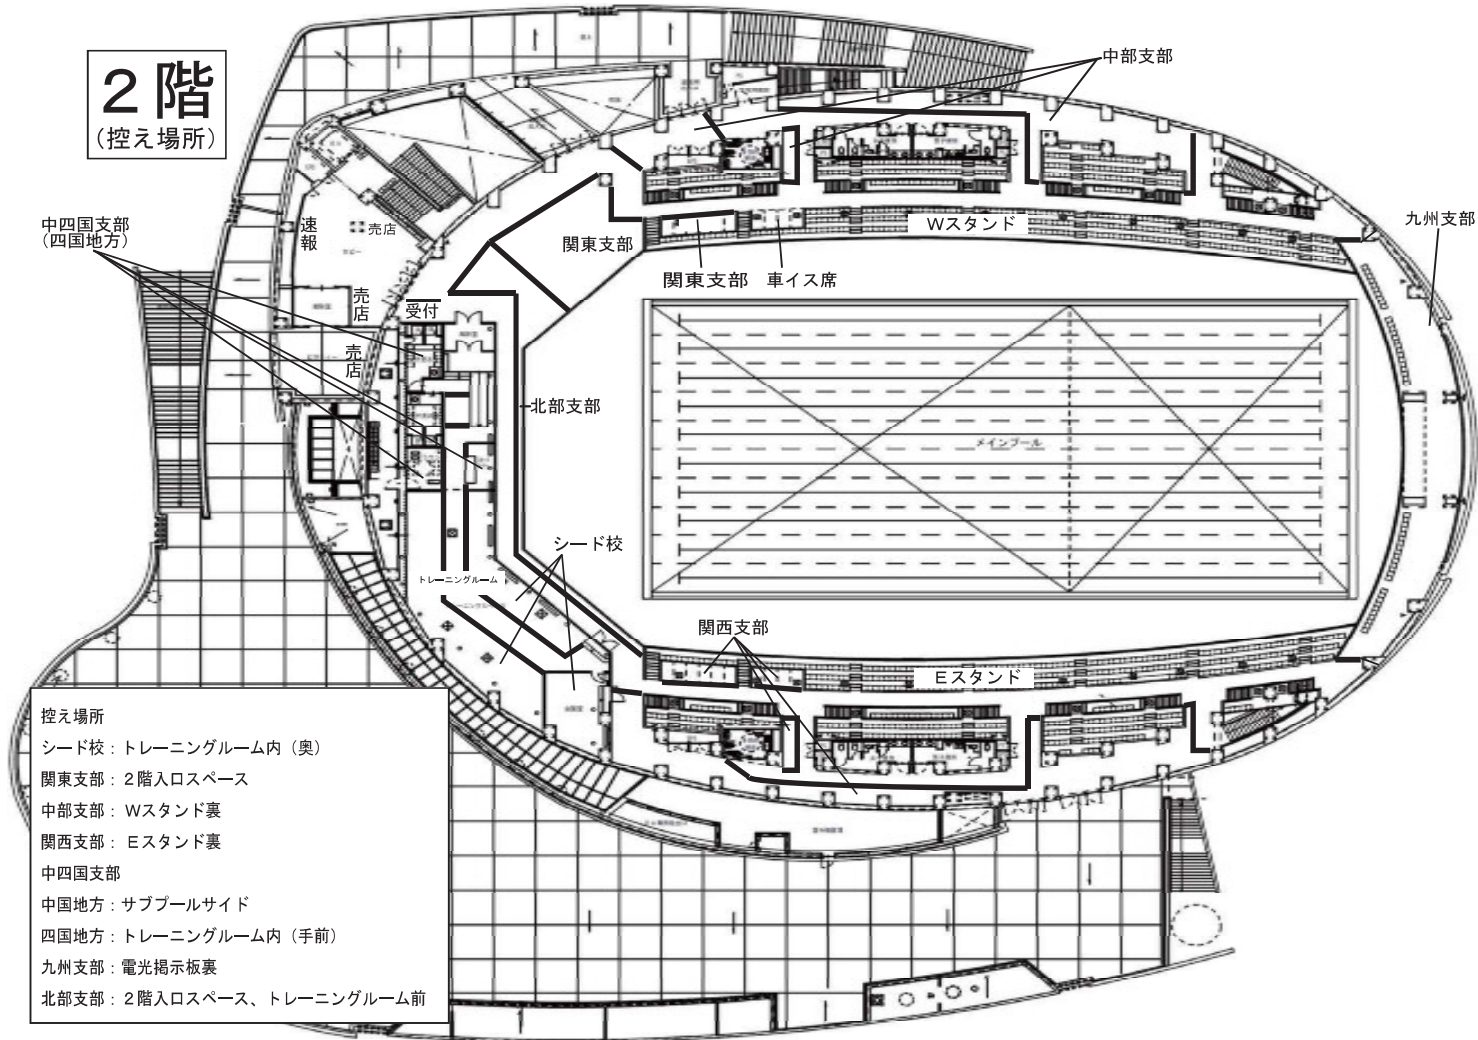 ２階
（控え場所）
中部支部
中四国支部
（四国地方）
速報
売店
関東支部
Wスタンド
九州支部
関東支部
車イス席
売店
受付
売店
北部支部
メインプール
シード校
トレーニングルーム
関西支部
Eスタンド
控え場所
シード校：トレーニングルーム内（奥）
関東支部：２階入口スペース
中部支部：Wスタンド裏
関西支部：Eスタンド裏
中四国支部
中国地方：サブプールサイド
四国地方：トレーニングルーム内（手前）
九州支部：電光掲示板裏
北部支部：２階入口スペース、トレーニングルーム前